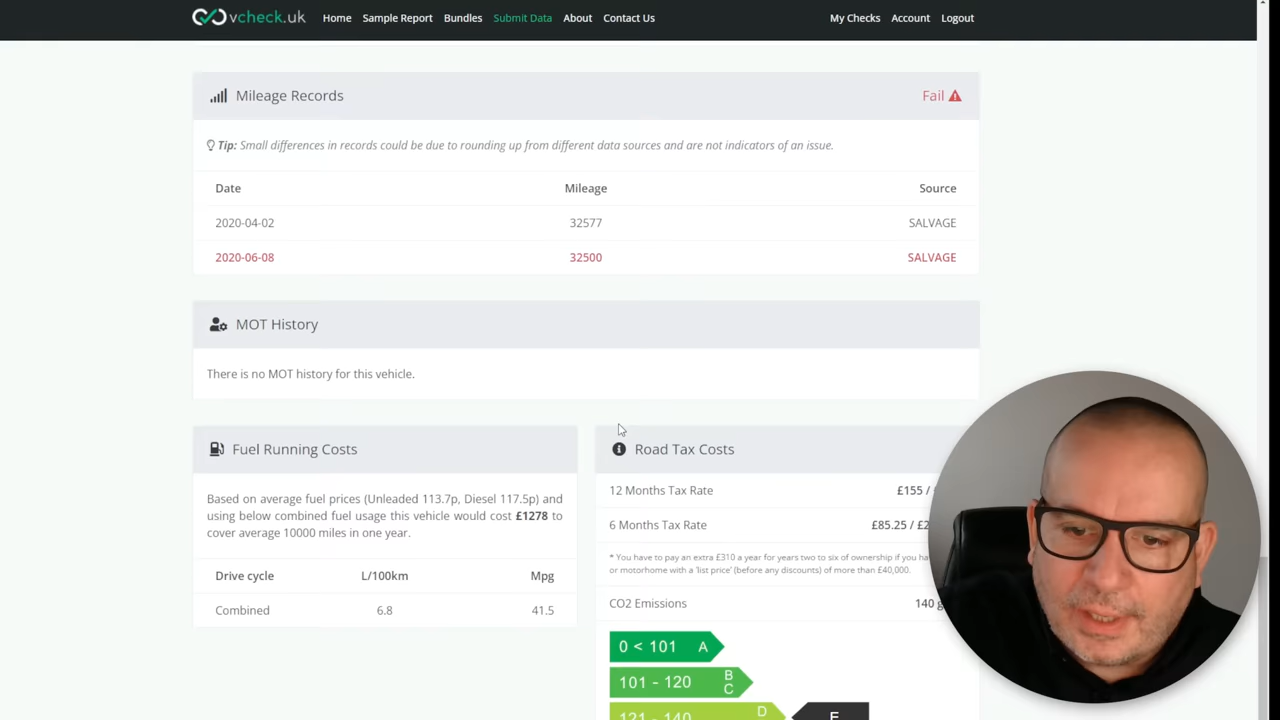 vcheck.uk Home Sample Report Bundles Submit Data About Contact Us My Checks Account Logout
Mileage Records Fail
Tip: Small differences in records could be due to rounding up from different data sources and are not indicators of an issue.
Date Mileage Source
2020-04-02 32577 SALVAGE
2020-06-08 32500 SALVAGE
MOT History
There is no MOT history for this vehicle.
Fuel Running Costs
Based on average fuel prices (Unleaded 113.7p, Diesel 117.5p) and
using below combined fuel usage this vehicle would cost £1278 to
cover average 10000 miles in one year.
Drive cycle L/100km Mpg
Combined 6.8 41.5
Road Tax Costs
12 Months Tax Rate £155 /
6 Months Tax Rate £85.25 /
* You have to pay an extra £310 a year for years two to six of ownership if you
or motorhome with a 'list price' (before any discounts) of more than £40,000.
CO2 Emissions 140
0 < 101 A
101 - 120 B
C
121 - 140 D
E